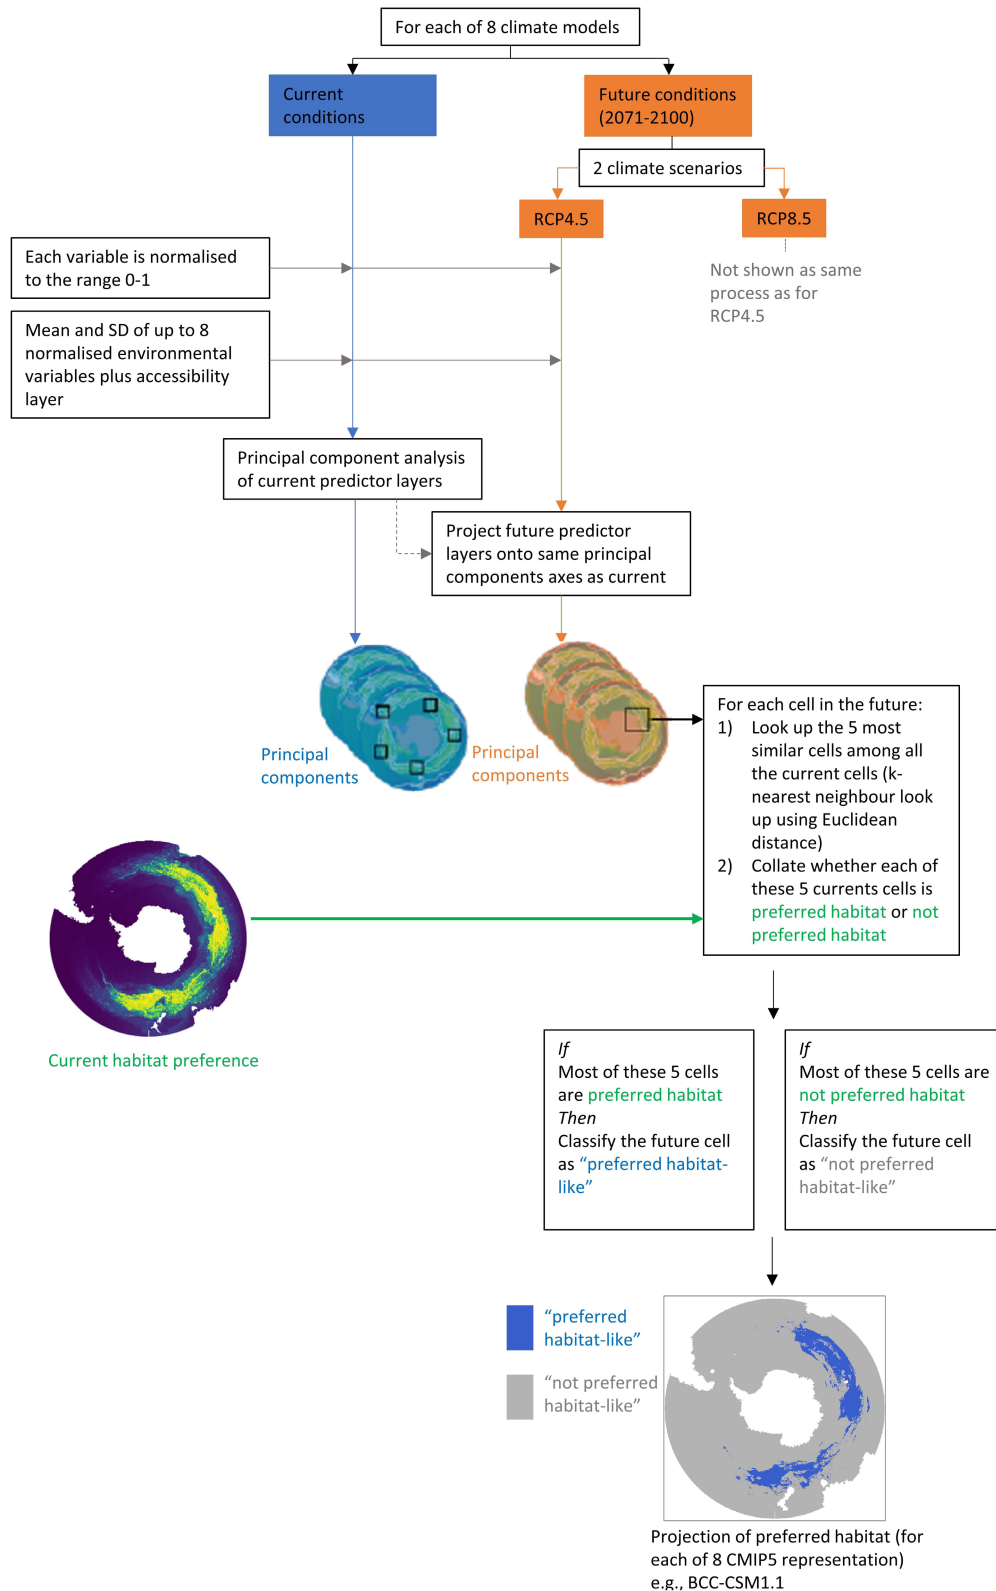 For each of 8 climate models
Current
conditions
Future conditions
(2071-2100)
2 climate scenarios
RCP4.5
RCP8.5
Each variable is normalised
to the range 0-1
Not shown as same
process as for
RCP4.5
Mean and SD of up to 8
normalised environmental
variables plus accessibility
layer
Principal component analysis
of current predictor layers
Project future predictor
layers onto same principal
components axes as current
Principal
components
Principal
components
For each cell in the future:
1) Look up the 5 most
similar cells among all
the current cells (k-
nearest neighbour look
up using Euclidean
distance)
2) Collate whether each of
these 5 currents cells is
preferred habitat or not
preferred habitat
Current habitat preference
If
Most of these 5 cells
are preferred habitat
Then
Classify the future cell
as “preferred habitat-
like”
If
Most of these 5 cells are
not preferred habitat
Then
Classify the future cell
as “not preferred
habitat-like”
“preferred
habitat-like”
“not preferred
habitat-like”
Projection of preferred habitat (for
each of 8 CMIP5 representation)
e.g., BCC-CSM1.1